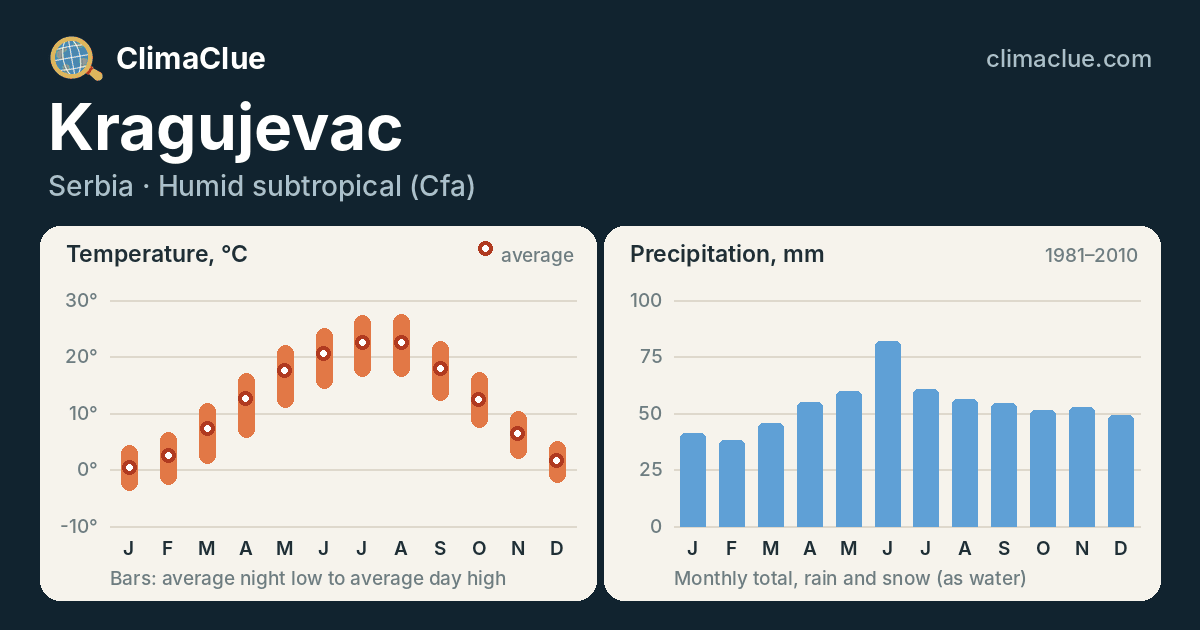 ClimaClue
climaclue.com
Kragujevac
Serbia · Humid subtropical (Cfa)
Temperature, °C
average
30°
20°
10°
0°
-10°
J F M A M J J A S O N D
Bars: average night low to average day high
Precipitation, mm
1981–2010
100
75
50
25
0
J F M A M J J A S O N D
Monthly total, rain and snow (as water)